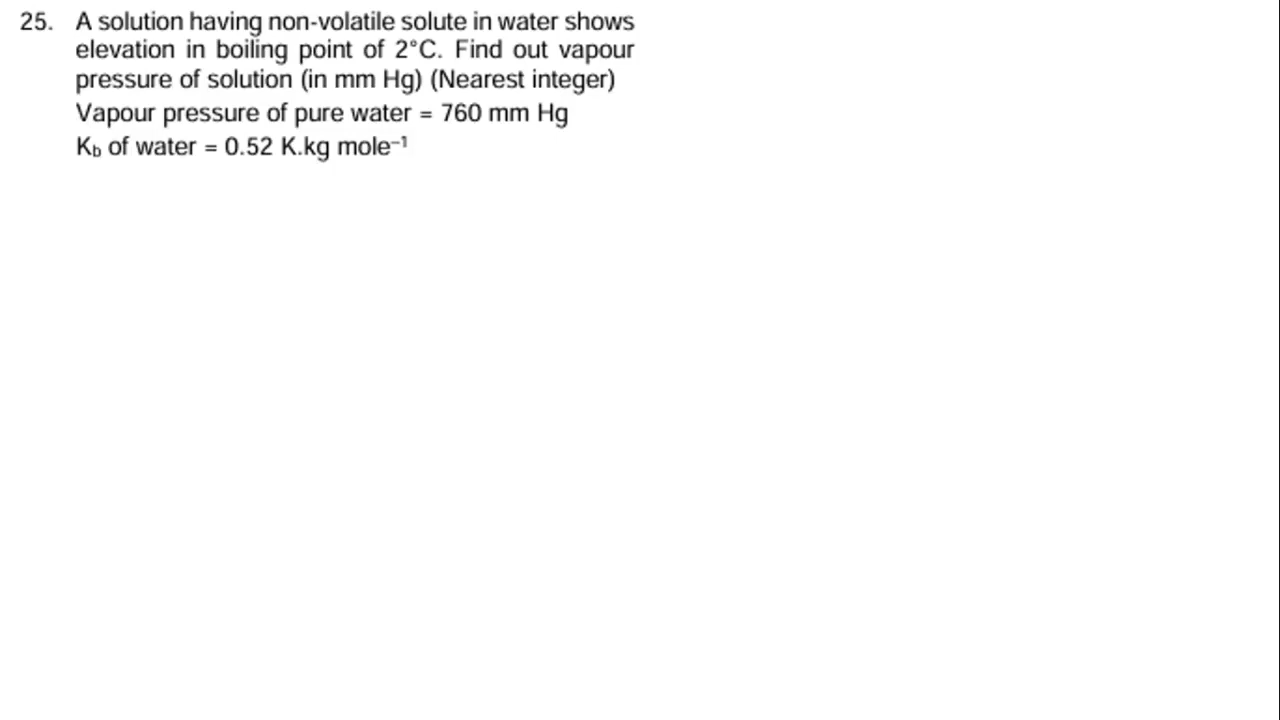 25. A solution having non-volatile solute in water shows
elevation in boiling point of 2°C. Find out vapour
pressure of solution (in mm Hg) (Nearest integer)
Vapour pressure of pure water = 760 mm Hg
K_b of water = 0.52 K.kg mole⁻¹